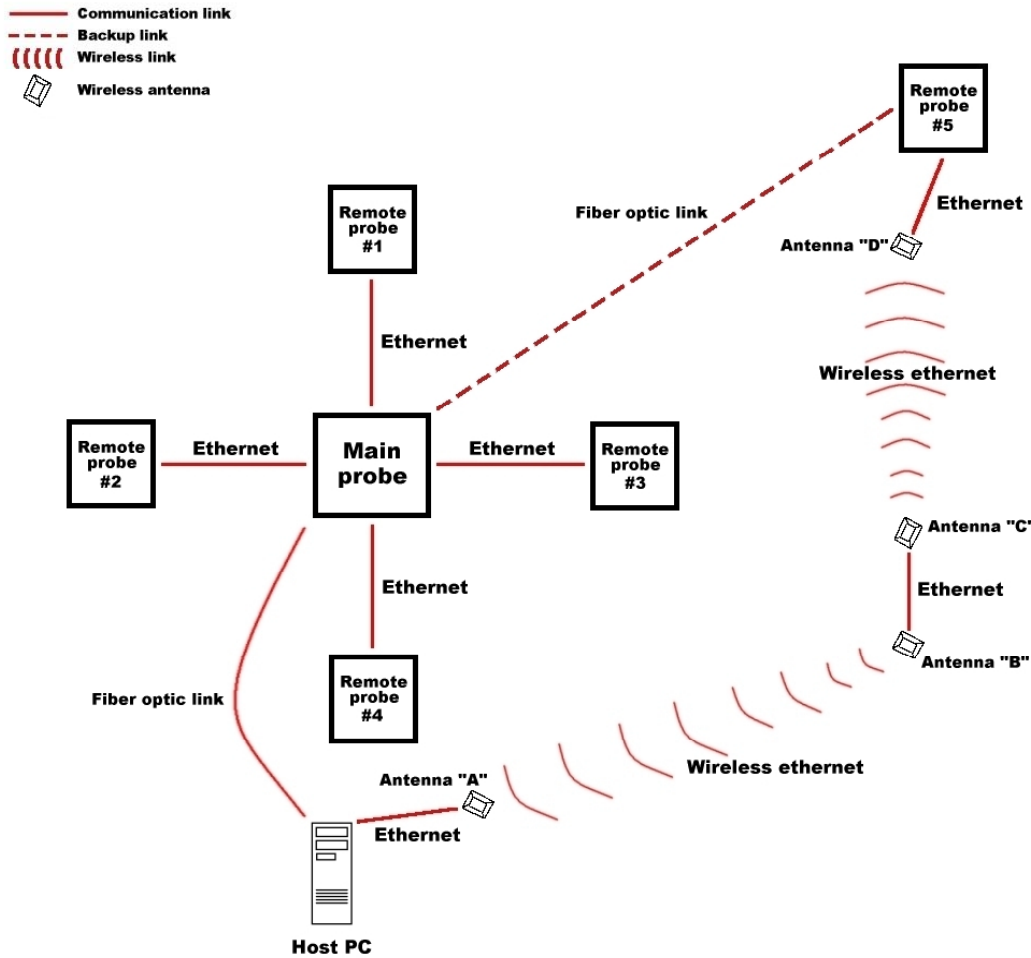 Communication link
Backup link
Wireless link
Wireless antenna
Remote
probe
#5
Ethernet
Fiber optic link
Antenna "D"
Remote
probe
#1
Ethernet
Wireless ethernet
Remote
probe
#2
Ethernet
Main
probe
Ethernet
Remote
probe
#3
Antenna "C"
Ethernet
Ethernet
Antenna "B"
Remote
probe
#4
Fiber optic link
Wireless ethernet
Antenna "A"
Ethernet
Host PC